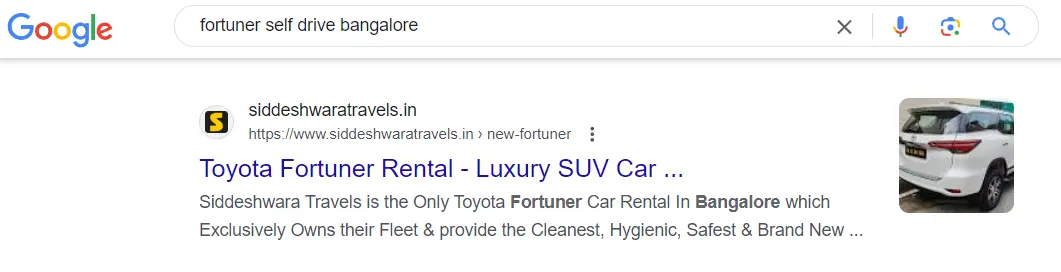 Google
fortuner self drive bangalore
S
siddeshwaratravels.in
https://www.siddeshwaratravels.in › new-fortuner
Toyota Fortuner Rental - Luxury SUV Car ...
Siddeshwara Travels is the Only Toyota Fortuner Car Rental In Bangalore which
Exclusively Owns their Fleet & provide the Cleanest, Hygienic, Safest & Brand New ...